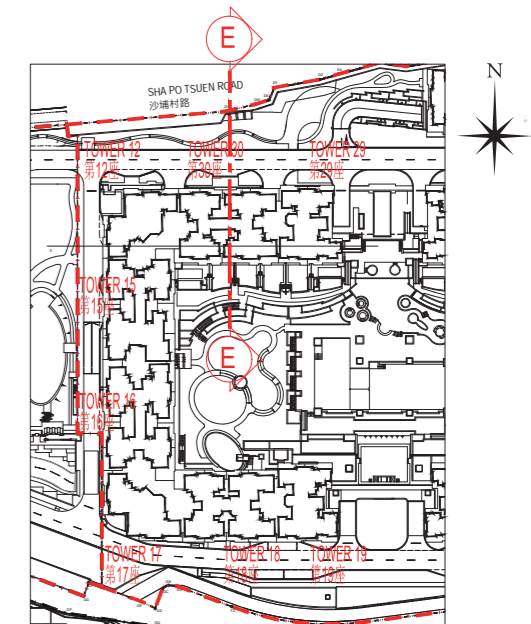 E
N
SHA PO TSUEN ROAD
沙埔村路
TOWER 12
第12座
TOWER 30
第30座
TOWER 29
第29座
TOWER 15
第15座
E
TOWER 16
第16座
TOWER 17
第17座
TOWER 18
第18座
TOWER 19
第19座